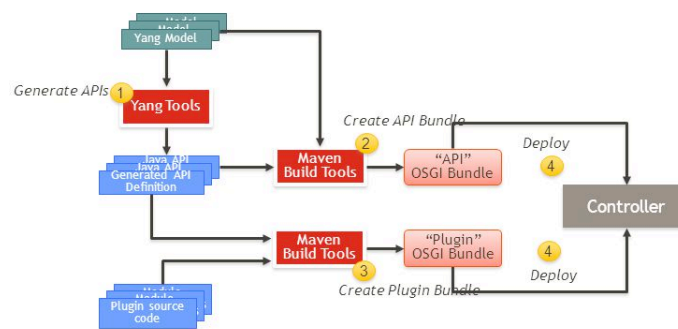 Model
Model
Yang Model
Generate APIs
1
Yang Tools
Create API Bundle
2
Java API
Java API
Generated API
Definition
Maven
Build Tools
"API"
OSGI Bundle
Deploy
4
Controller
Maven
Build Tools
"Plugin"
OSGI Bundle
4
Deploy
3
Create Plugin Bundle
Module
Module
Plugin source
code